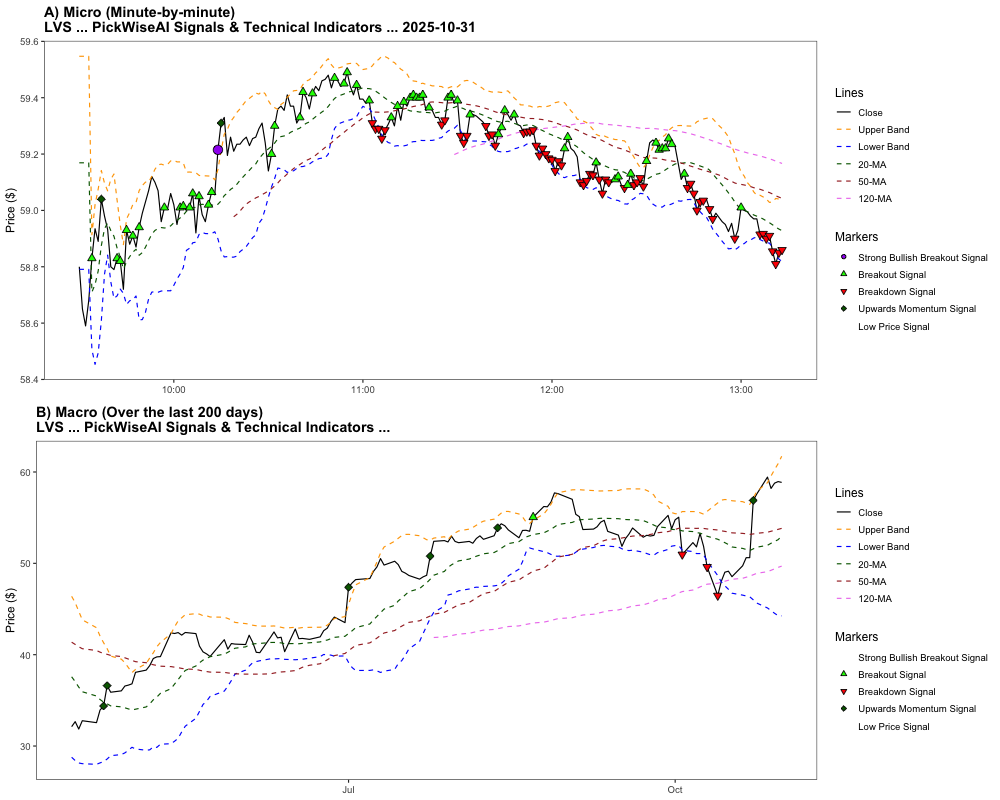 A) Micro (Minute-by-minute)
LVS ... PickWiseAI Signals & Technical Indicators ... 2025-10-31
Price ($)
59.6
59.4
59.2
59.0
58.8
58.6
58.4
10:00
11:00
12:00
13:00
Lines
Close
Upper Band
Lower Band
20-MA
50-MA
120-MA
Markers
Strong Bullish Breakout Signal
Breakout Signal
Breakdown Signal
Upwards Momentum Signal
Low Price Signal
B) Macro (Over the last 200 days)
LVS ... PickWiseAI Signals & Technical Indicators ...
Price ($)
60
50
40
30
Jul
Oct
Lines
Close
Upper Band
Lower Band
20-MA
50-MA
120-MA
Markers
Strong Bullish Breakout Signal
Breakout Signal
Breakdown Signal
Upwards Momentum Signal
Low Price Signal